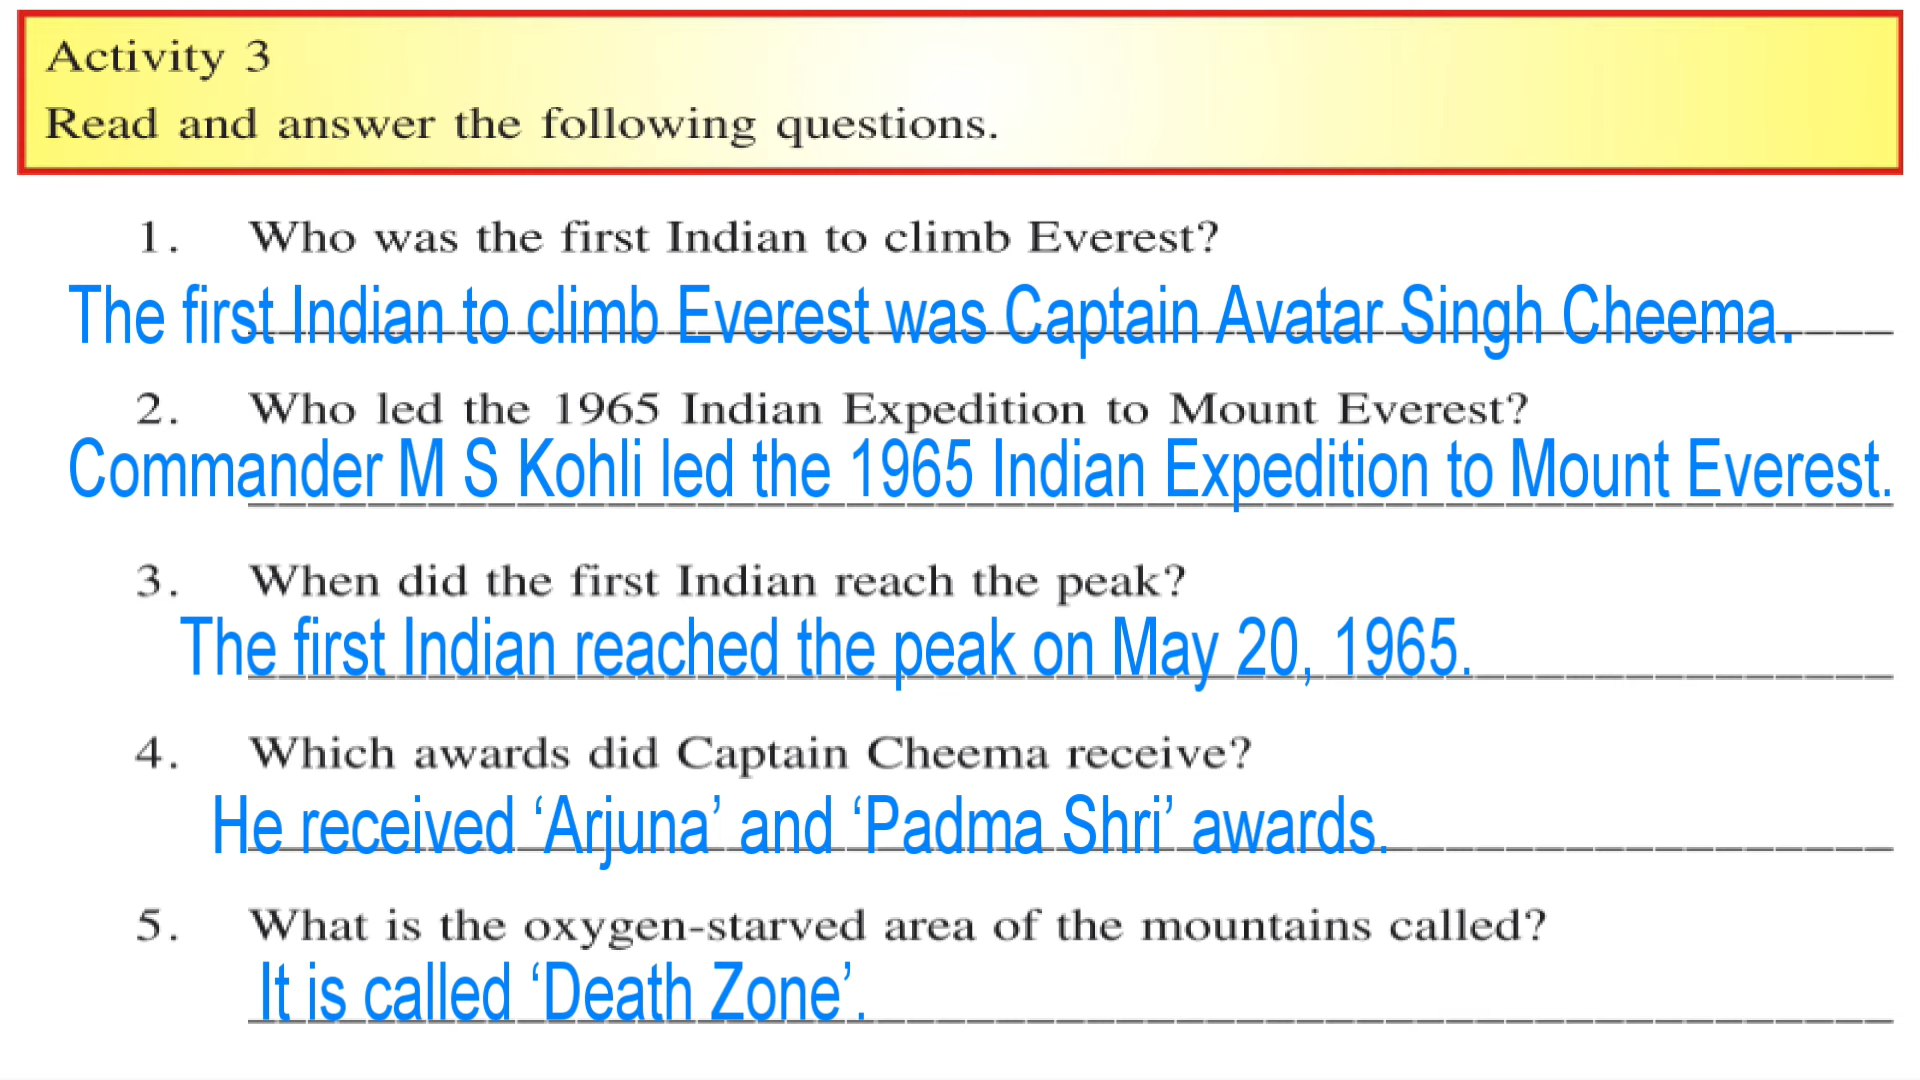 Activity 3
Read and answer the following questions.
1. Who was the first Indian to climb Everest?
The first Indian to climb Everest was Captain Avatar Singh Cheema.
2. Who led the 1965 Indian Expedition to Mount Everest?
Commander M S Kohli led the 1965 Indian Expedition to Mount Everest.
3. When did the first Indian reach the peak?
The first Indian reached the peak on May 20, 1965.
4. Which awards did Captain Cheema receive?
He received ‘Arjuna’ and ‘Padma Shri’ awards.
5. What is the oxygen-starved area of the mountains called?
It is called ‘Death Zone’.